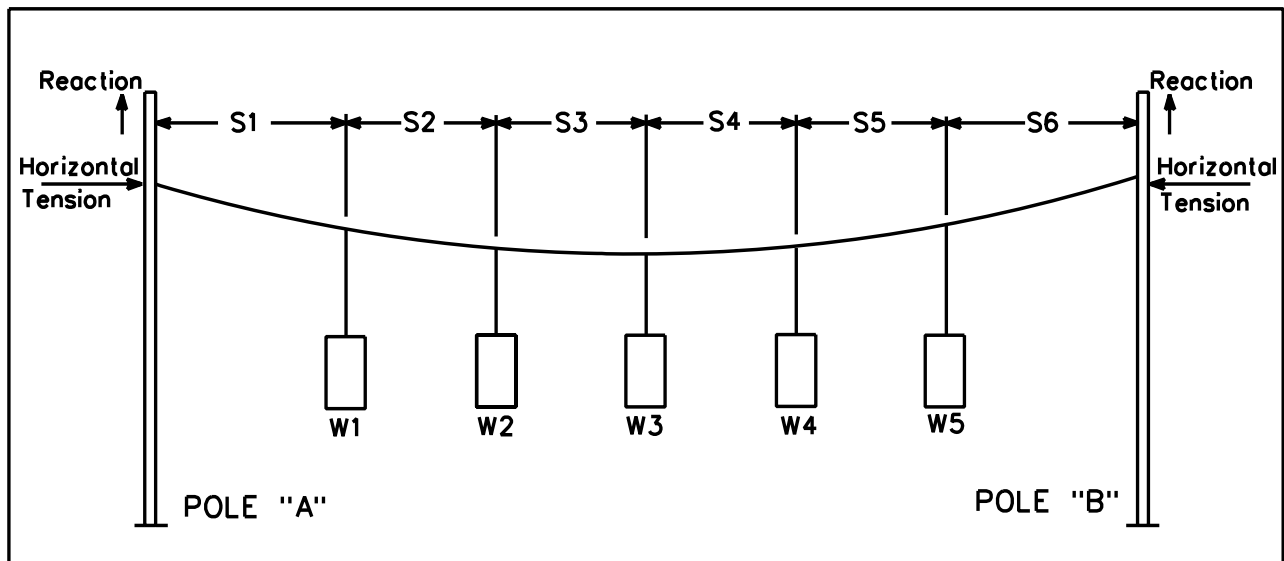 Reaction
Reaction
S1 S2 S3 S4 S5 S6
Horizontal
Tension
Horizontal
Tension
W1 W2 W3 W4 W5
POLE "A"
POLE "B"